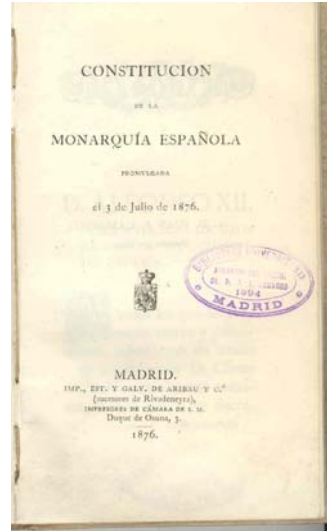 CONSTITUCION
DE LA
MONARQUÍA ESPAÑOLA
PROMULGADA
el 3 de Julio de 1876.
1894
MADRID
MADRID.
IMP., EST. Y GALV. DE ARIBAU Y C.ª
(sucesores de Rivadeneyra),
IMPRESORES DE CÁMARA DE S. M.
Duque de Osuna, 3.
1876.